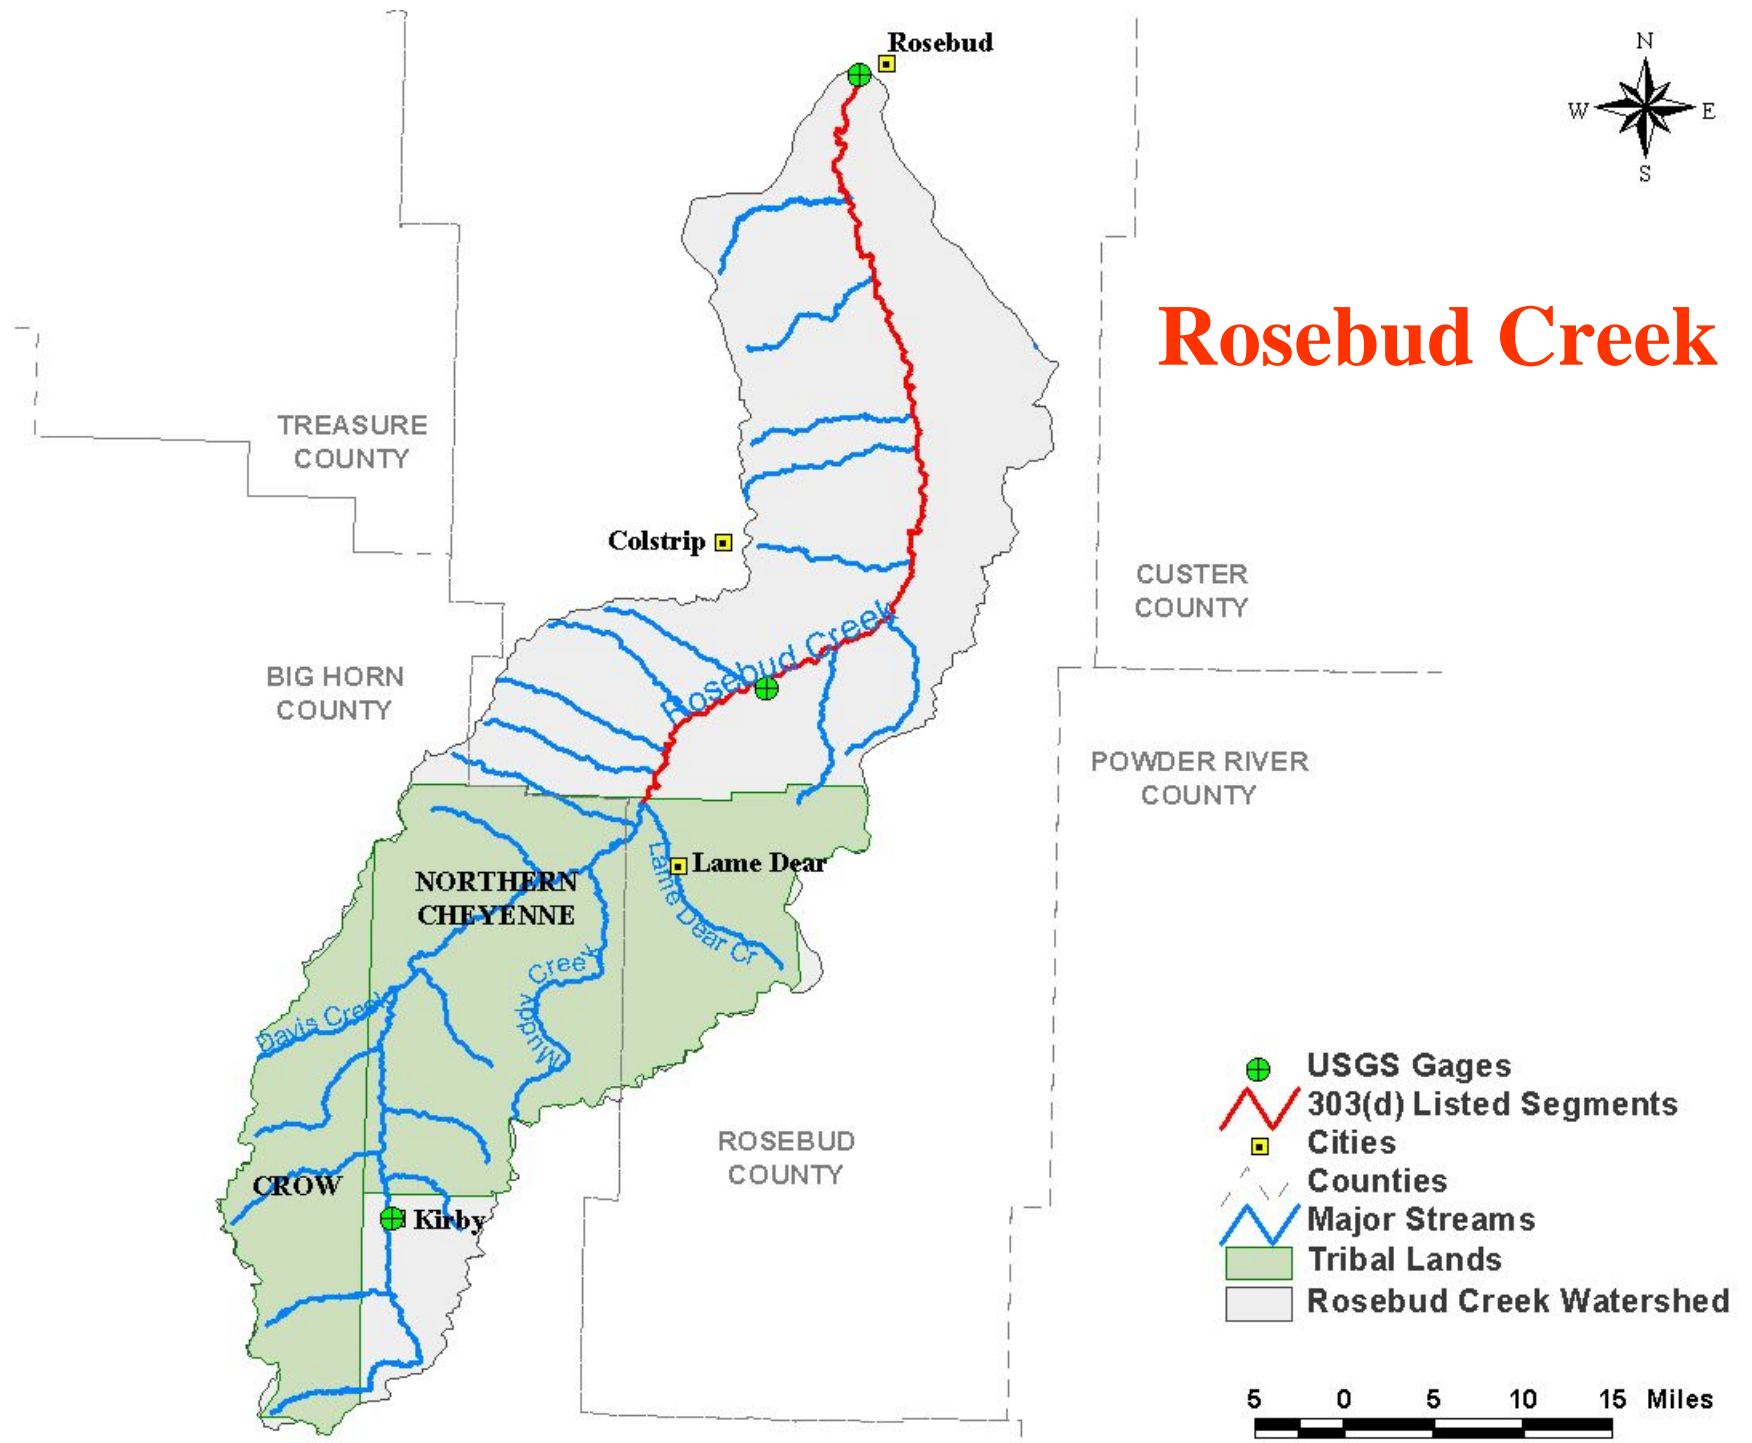 Rosebud
N
W
E
S
Rosebud Creek
TREASURE
COUNTY
Colstrip
CUSTER
COUNTY
Rosebud Creek
BIG HORN
COUNTY
POWDER RIVER
COUNTY
Lame Dear
NORTHERN
CHEYENNE
Lame Dear Cr
Muddy Creek
Davis Creek
ROSEBUD
COUNTY
CROW
Kirby
USGS Gages
303(d) Listed Segments
Cities
Counties
Major Streams
Tribal Lands
Rosebud Creek Watershed
5 0 5 10 15 Miles